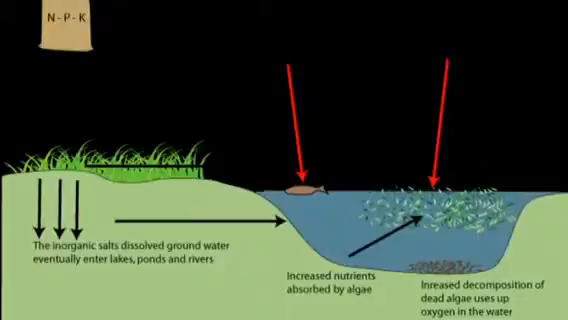 N-P-K
The inorganic salts dissolved ground water
eventually enter lakes, ponds and rivers
Increased nutrients
absorbed by algae
Inreased decomposition of
dead algae uses up
oxygen in the water